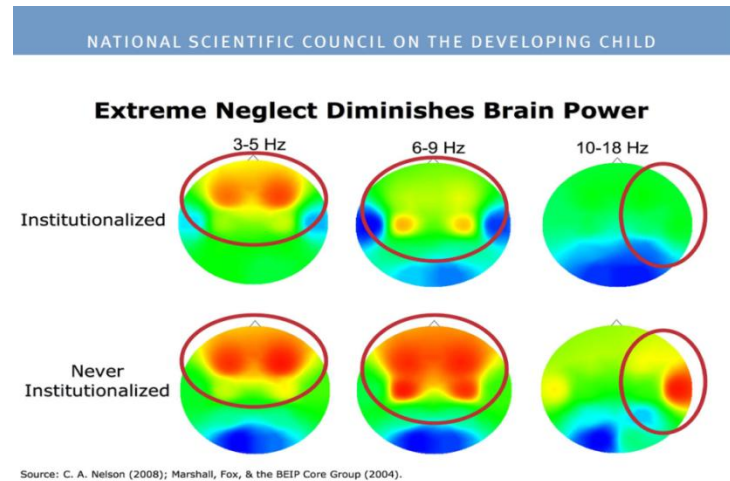 NATIONAL SCIENTIFIC COUNCIL ON THE DEVELOPING CHILD
Extreme Neglect Diminishes Brain Power
3-5 Hz
6-9 Hz
10-18 Hz
Institutionalized
Never
Institutionalized
Source: C. A. Nelson (2008); Marshall, Fox, & the BEIP Core Group (2004).